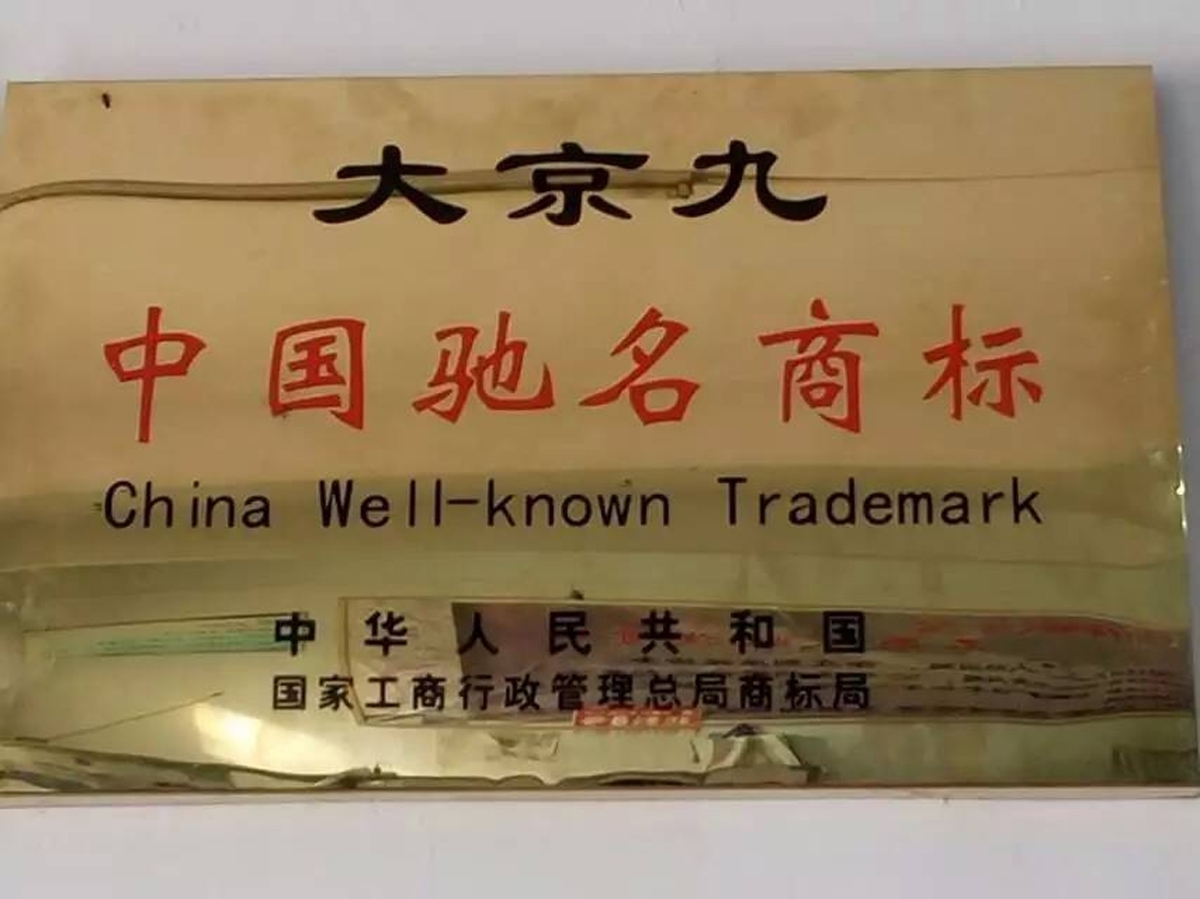 大京九
中国驰名商标
China Well-known Trademark
中华人民共和国
国家工商行政管理总局商标局